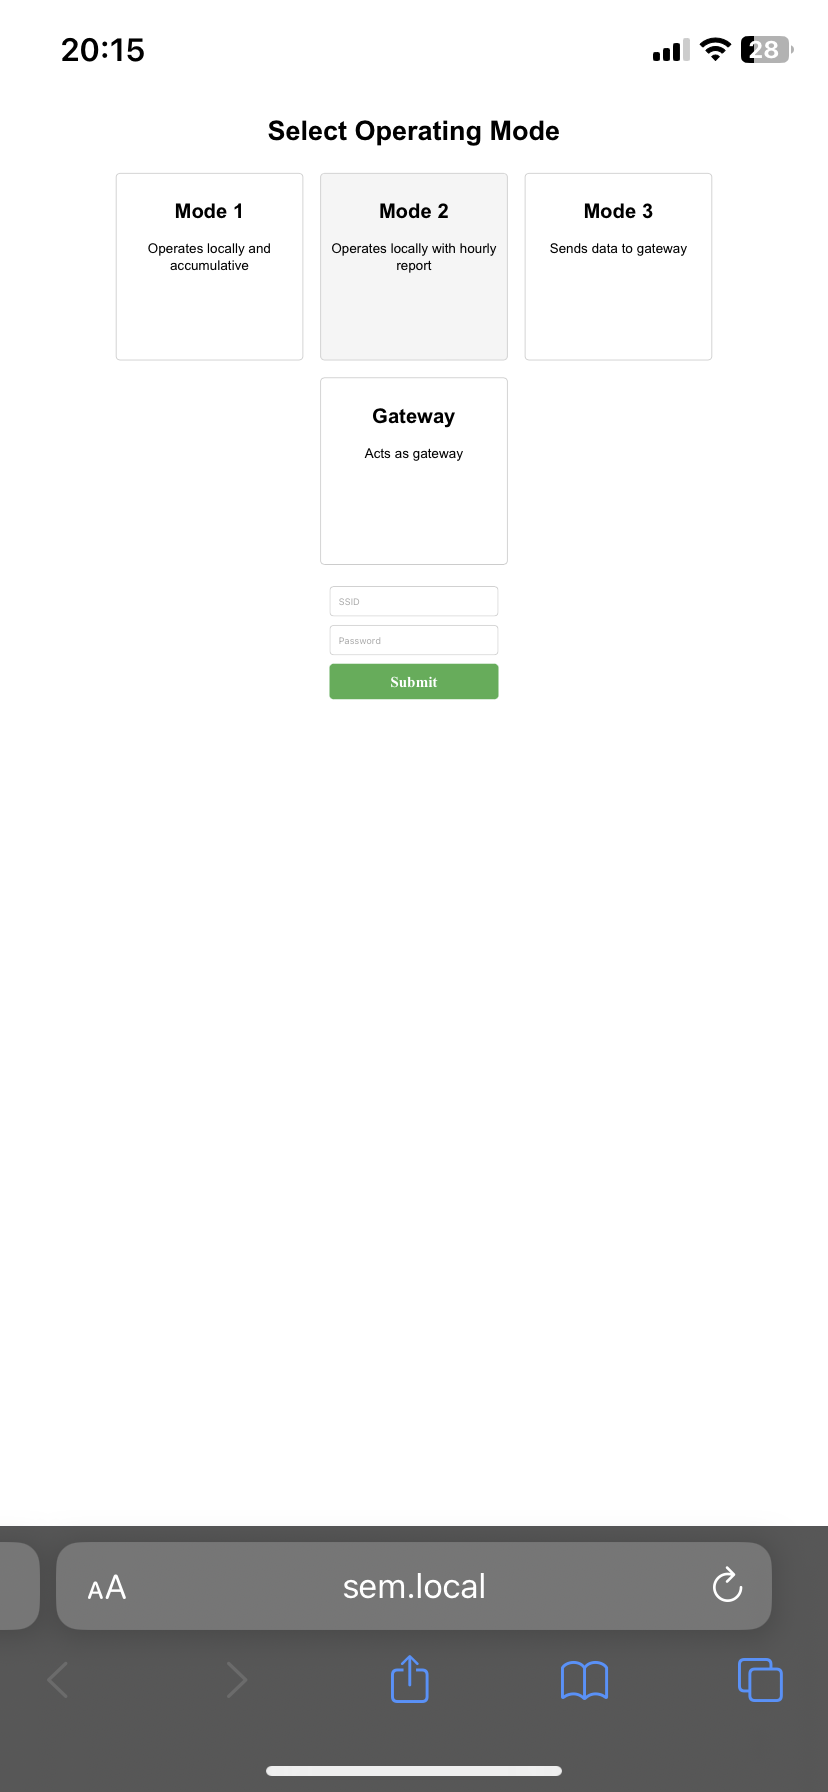 20:15
28
Select Operating Mode
Mode 1
Operates locally and
accumulative
Mode 2
Operates locally with hourly
report
Mode 3
Sends data to gateway
Gateway
Acts as gateway
SSID
Password
Submit
AA
sem.local